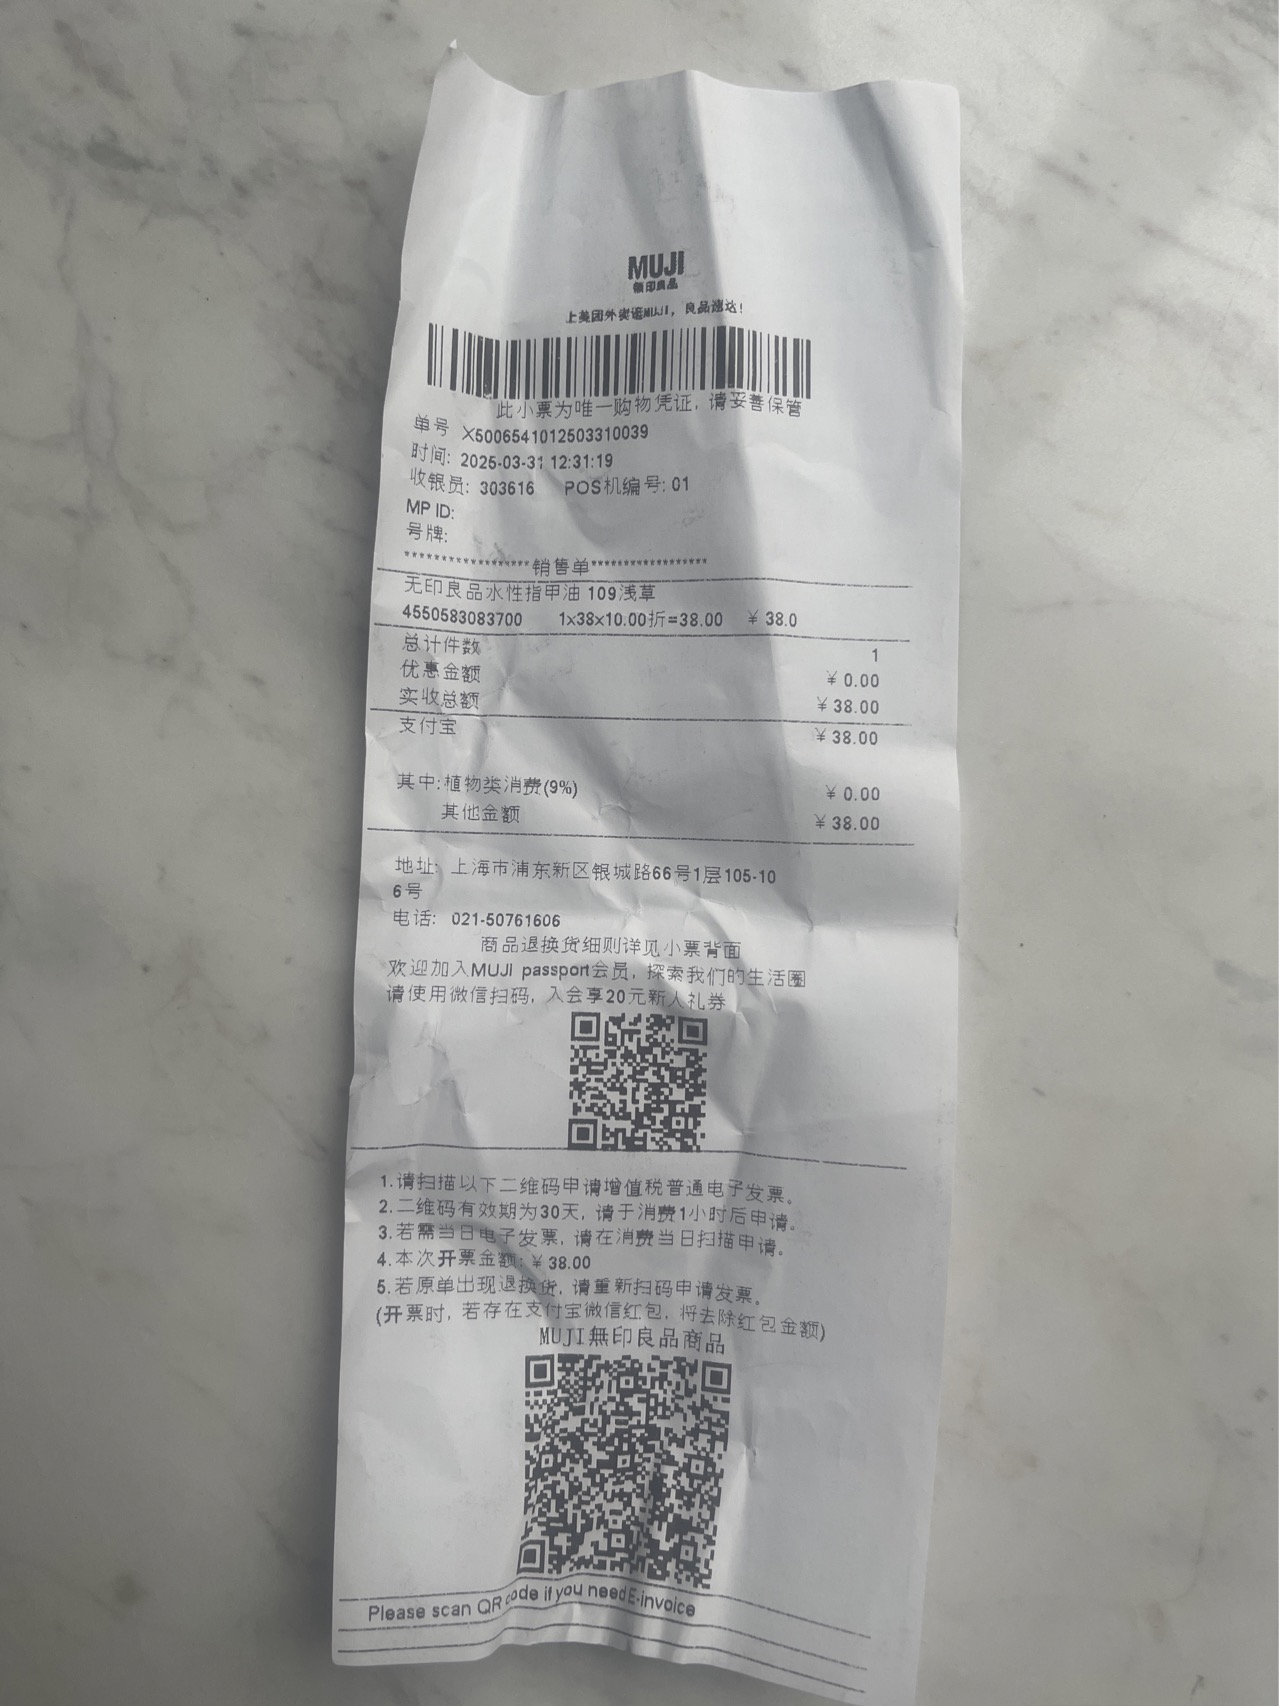 MUJI
無印良品
上美团外卖逛MUJI，良品速达！
此小票为唯一购物凭证，请妥善保管
单号 X5006541012503310039
时间: 2025-03-31 12:31:19
收银员: 303616 POS机编号: 01
MP ID:
号牌:
******************销售单******************
无印良品水性指甲油 109浅草
4550583083700 1x38x10.00折=38.00 ￥ 38.0
总计件数 1
优惠金额 ￥ 0.00
实收总额 ￥ 38.00
支付宝 ￥ 38.00
其中:植物类消费(9%) ￥ 0.00
其他金额 ￥ 38.00
地址: 上海市浦东新区银城路66号1层105-10
6号
电话: 021-50761606
商品退换货细则详见小票背面
欢迎加入MUJI passport会员，探索我们的生活圈
请使用微信扫码，入会享20元新人礼券
1.请扫描以下二维码申请增值税普通电子发票。
2.二维码有效期为30天，请于消费1小时后申请。
3.若需当日电子发票，请在消费当日扫描申请。
4.本次开票金额:￥ 38.00
5.若原单出现退换货，请重新扫码申请发票。
(开票时，若存在支付宝微信红包，将去除红包金额)
MUJI無印良品商品
Please scan QR code if you need E-invoice